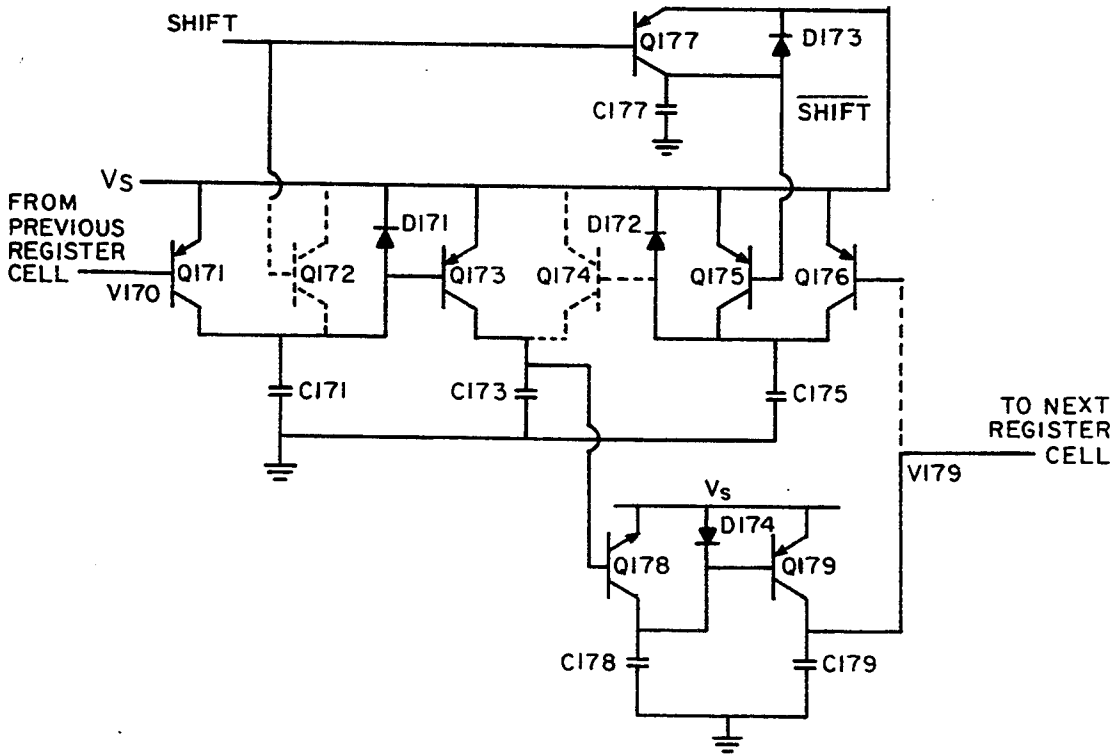 SHIFT
Q177
D173
C177
SHIFT
VS
FROM
PREVIOUS
REGISTER
CELL
V170
Q171
Q172
D171
Q173
Q174
D172
Q175
Q176
C171
C173
C175
TO NEXT
REGISTER
CELL
V179
Vs
D174
Q178
Q179
C178
C179